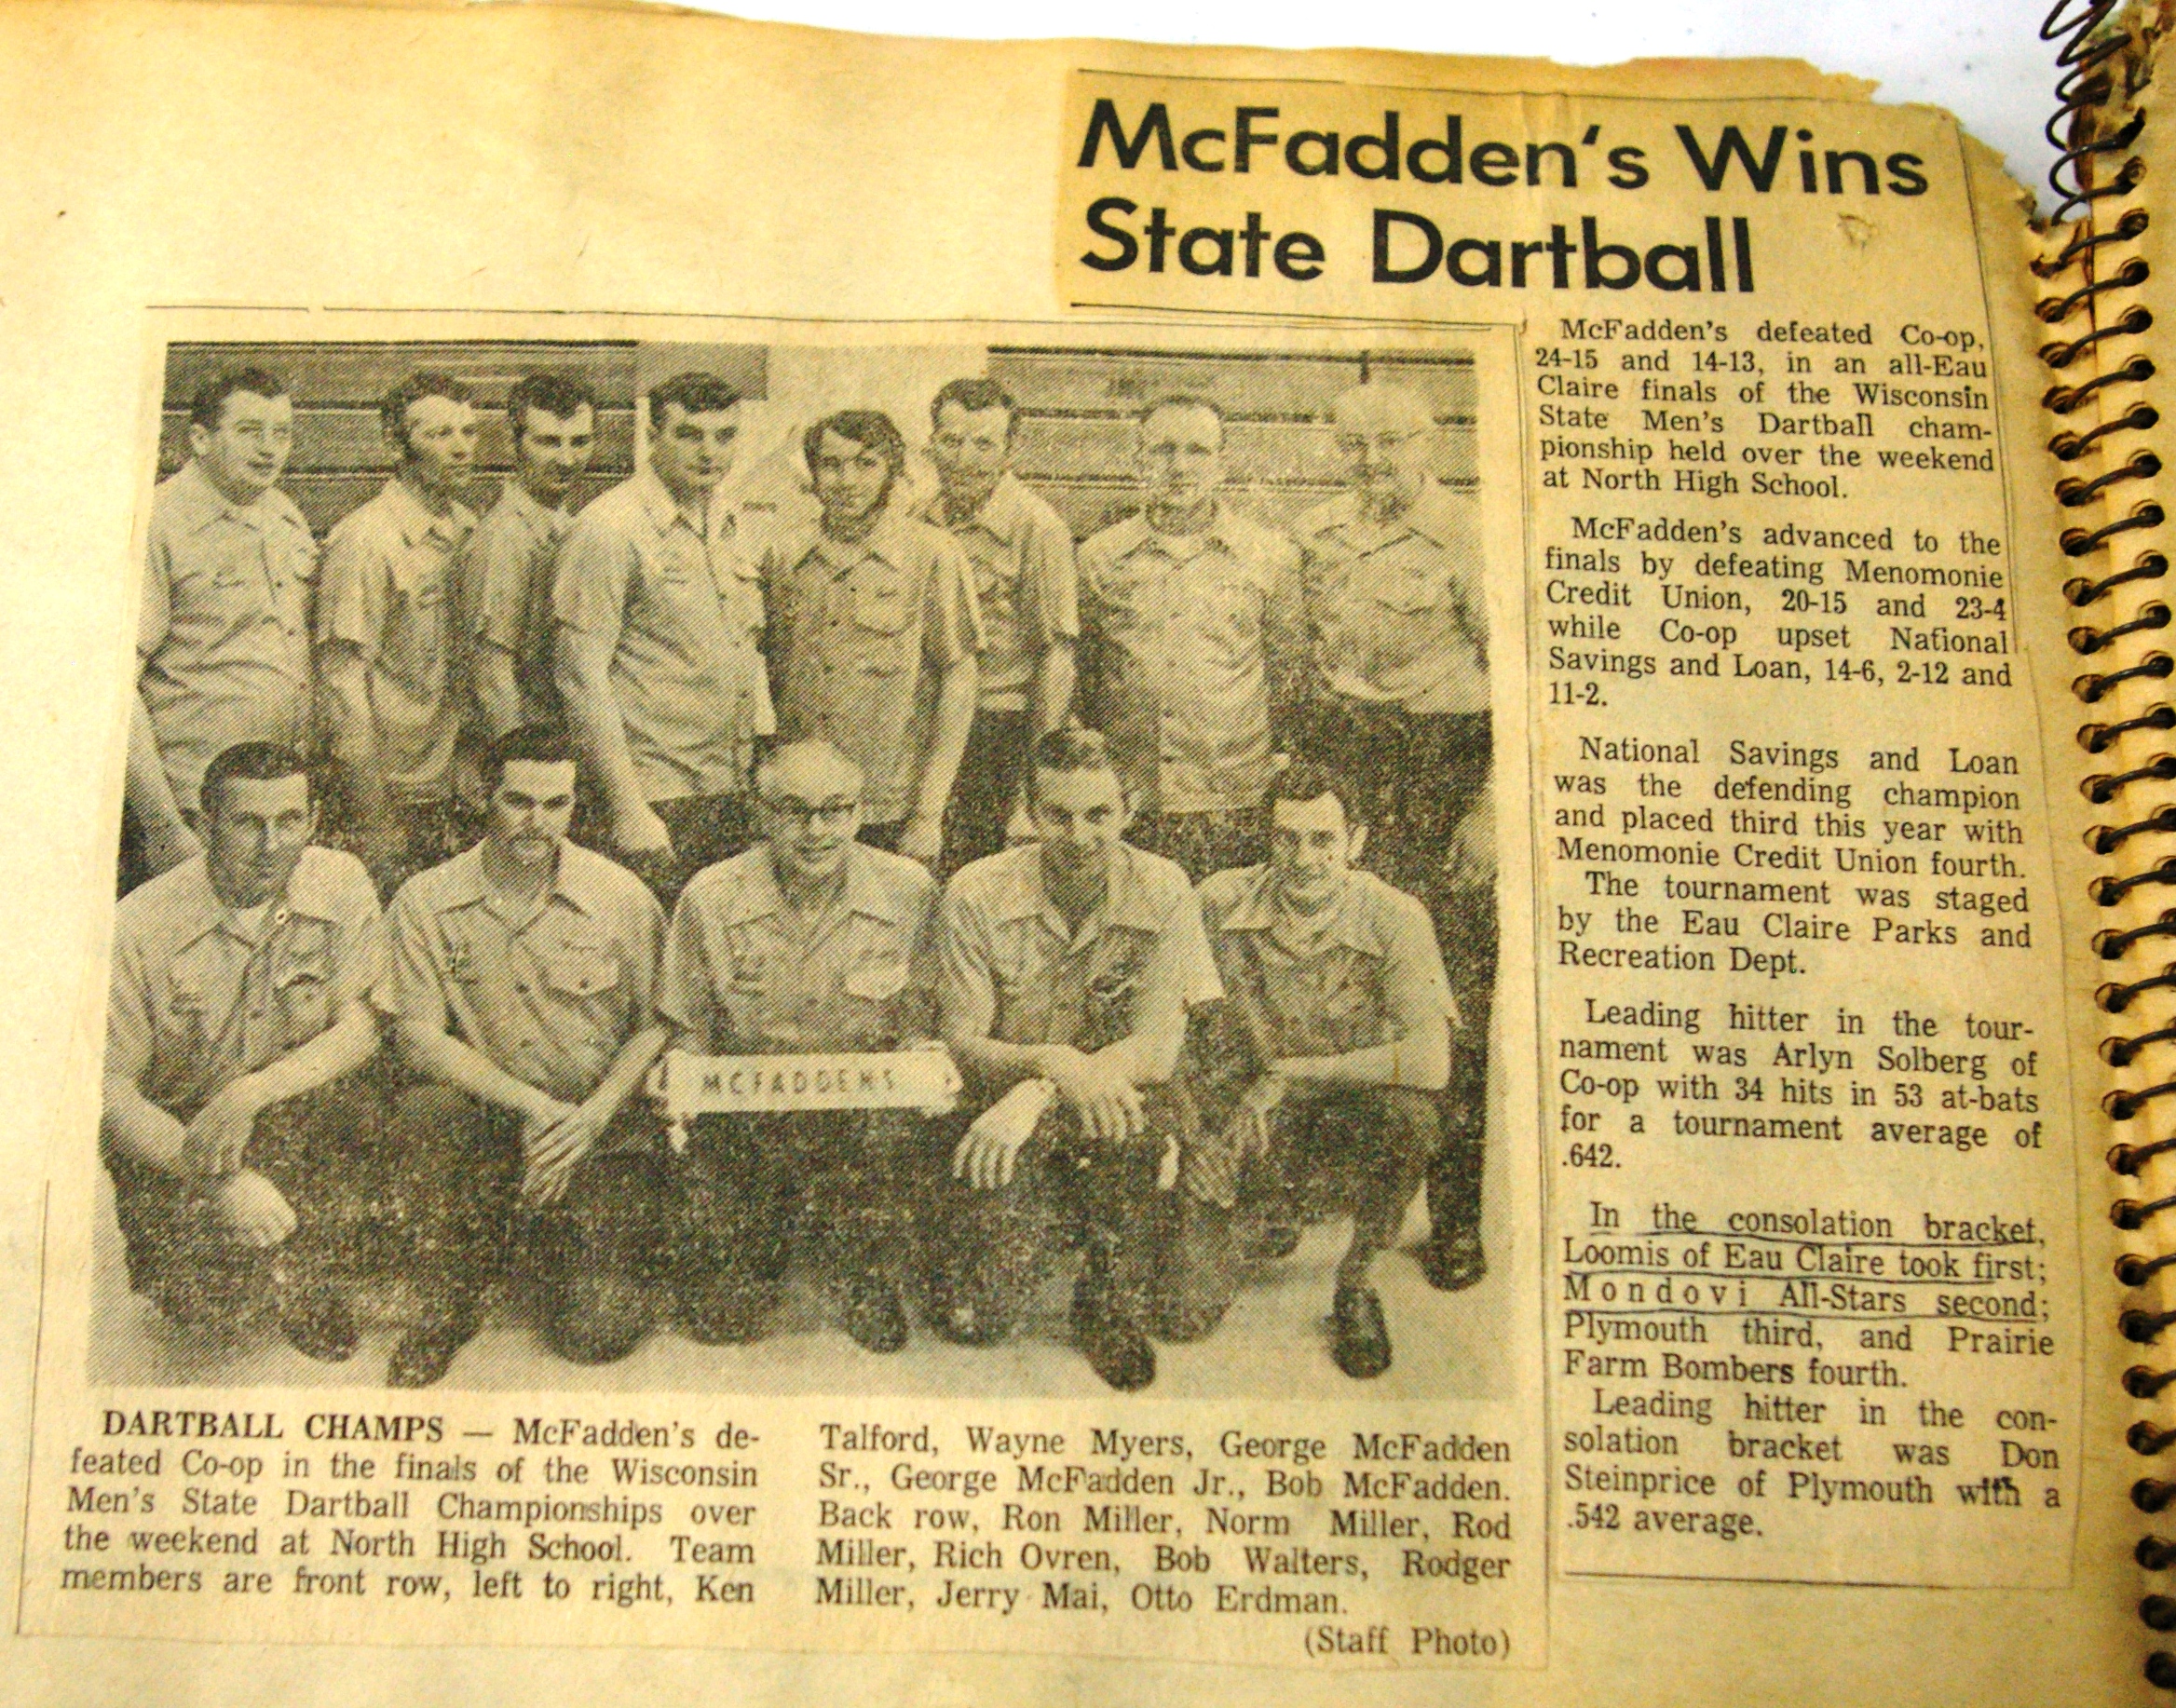 McFadden's Wins
State Dartball
McFadden's defeated Co-op,
24-15 and 14-13, in an all-Eau
Claire finals of the Wisconsin
State Men's Dartball cham-
pionship held over the weekend
at North High School.
McFadden's advanced to the
finals by defeating Menomonie
Credit Union, 20-15 and 23-4
while Co-op upset National
Savings and Loan, 14-6, 2-12 and
11-2.
National Savings and Loan
was the defending champion
and placed third this year with
Menomonie Credit Union fourth.
The tournament was staged
by the Eau Claire Parks and
Recreation Dept.
Leading hitter in the tour-
nament was Arlyn Solberg of
Co-op with 34 hits in 53 at-bats
for a tournament average of
.642.
In the consolation bracket,
Loomis of Eau Claire took first;
Mondovi All-Stars second;
Plymouth third, and Prairie
Farm Bombers fourth.
Leading hitter in the con-
solation bracket was Don
Steinprice of Plymouth with a
.542 average.
MCFADDENS
DARTBALL CHAMPS — McFadden's de-
feated Co-op in the finals of the Wisconsin
Men's State Dartball Championships over
the weekend at North High School. Team
members are front row, left to right, Ken
Talford, Wayne Myers, George McFadden
Sr., George McFadden Jr., Bob McFadden.
Back row, Ron Miller, Norm Miller, Rod
Miller, Rich Ovren, Bob Walters, Rodger
Miller, Jerry Mai, Otto Erdman.
(Staff Photo)